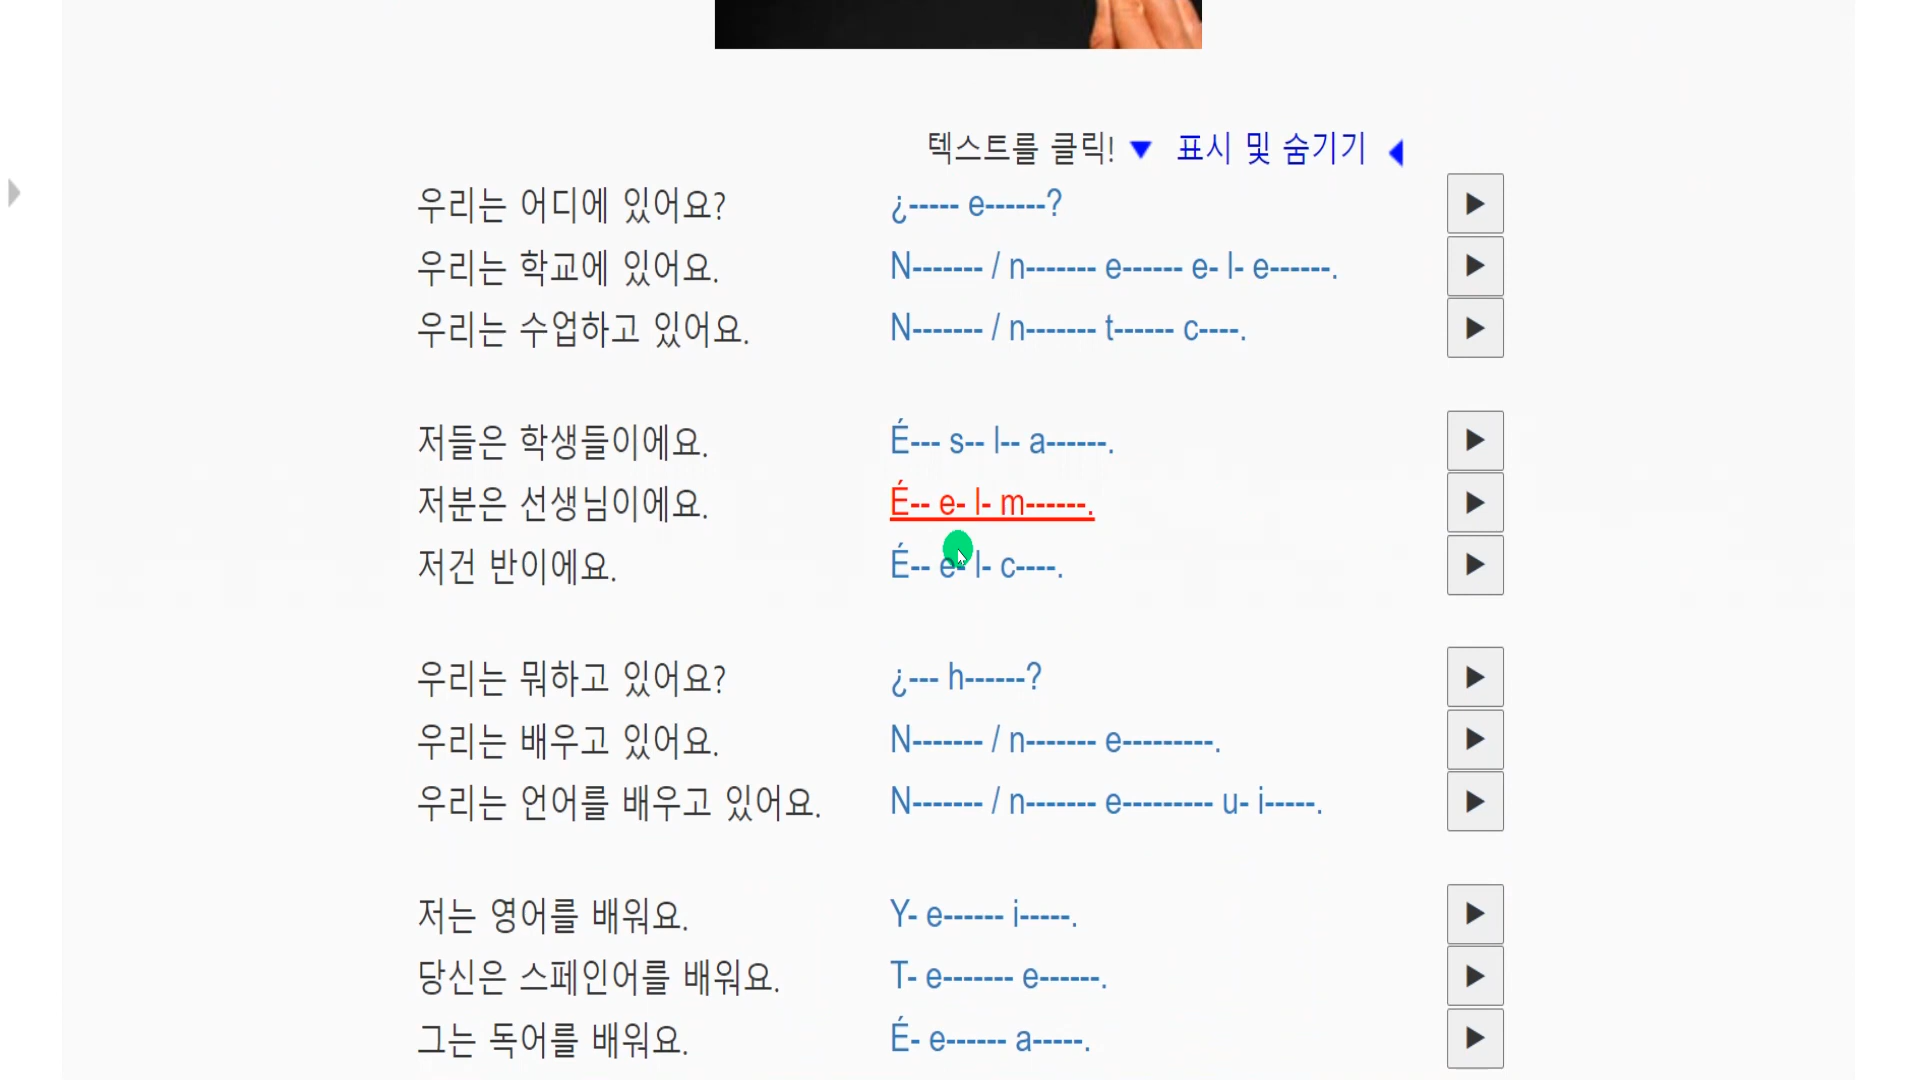 텍스트를 클릭! ▼ 표시 및 숨기기 ◀
우리는 어디에 있어요? ¿----- e------?
우리는 학교에 있어요. N------- / n------- e------ e- l- e------.
우리는 수업하고 있어요. N------- / n------- t------ c----.
저들은 학생들이에요. É--- s-- l-- a------.
저분은 선생님이에요. É-- e- l- m------.
저건 반이에요. É-- e- l- c----.
우리는 뭐하고 있어요? ¿--- h------?
우리는 배우고 있어요. N------- / n------- e---------.
우리는 언어를 배우고 있어요. N------- / n------- e--------- u- i-----.
저는 영어를 배워요. Y- e------ i-----.
당신은 스페인어를 배워요. T- e------- e------.
그는 독어를 배워요. É- e------ a-----.